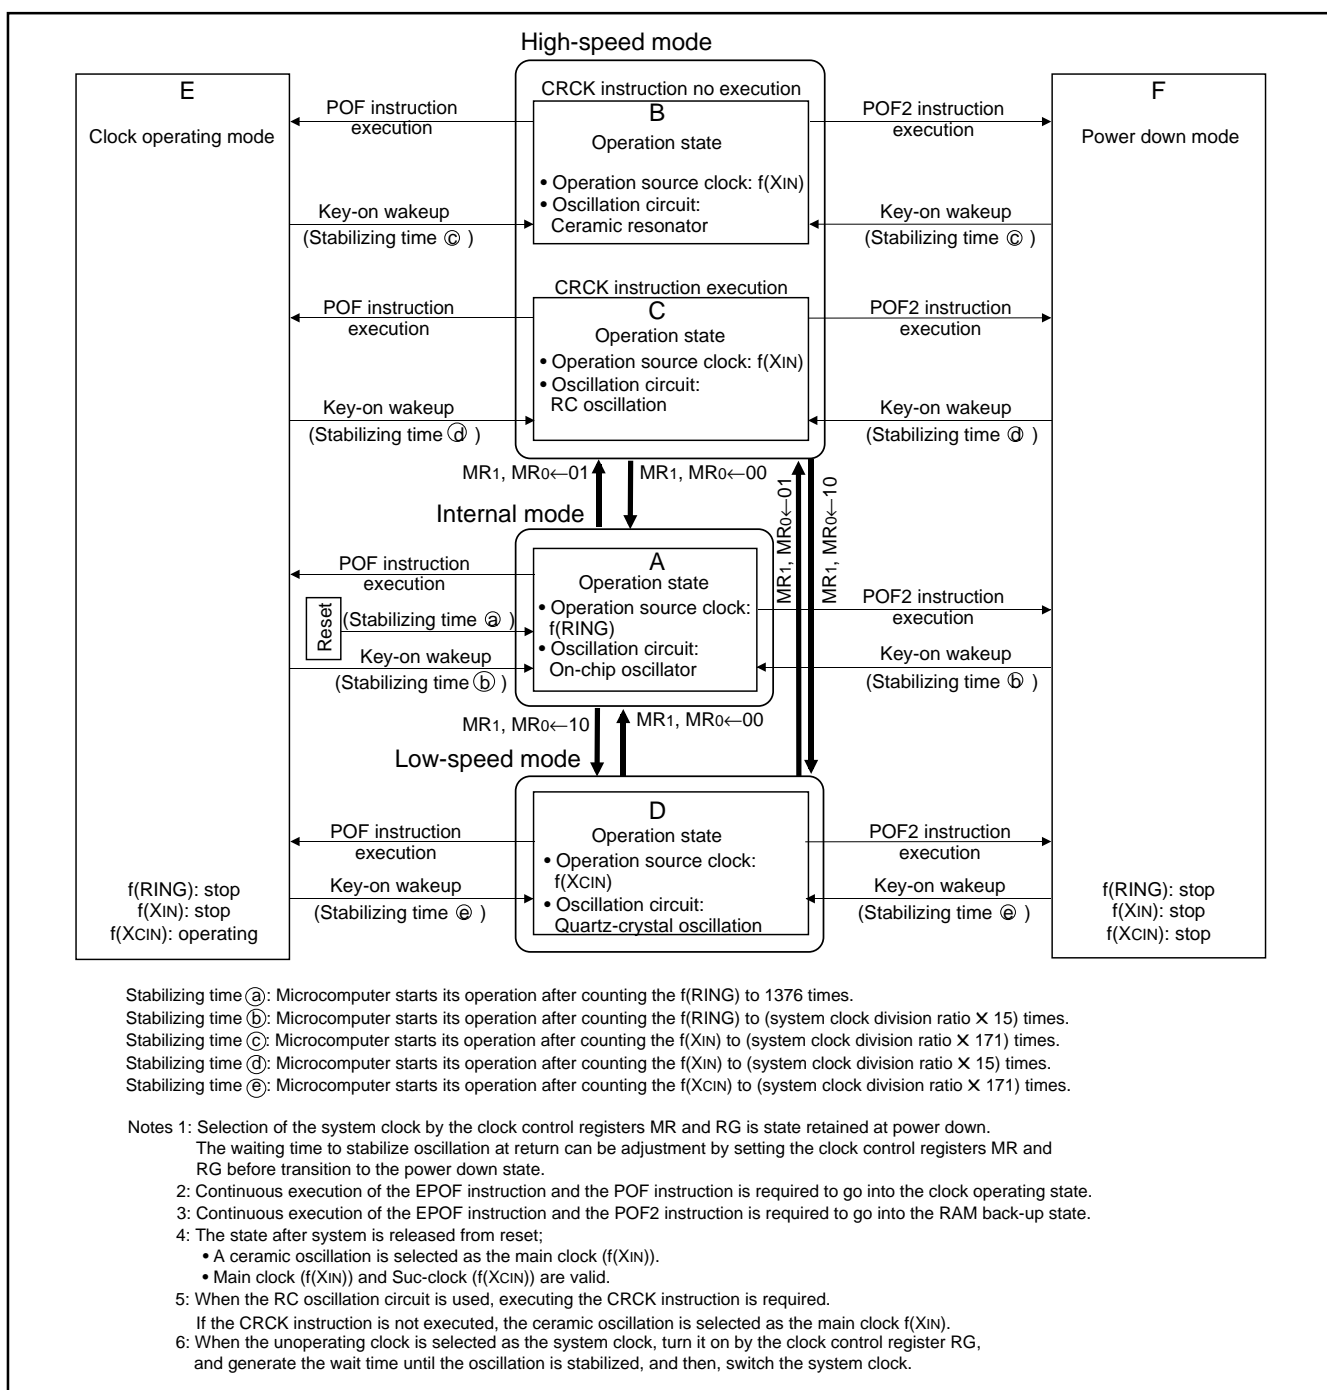 High-speed mode
E
Clock operating mode
POF instruction
execution
CRCK instruction no execution
B
Operation state
• Operation source clock: f(XIN)
• Oscillation circuit:
Ceramic resonator
POF2 instruction
execution
F
Power down mode
Key-on wakeup
(Stabilizing time ⓒ )
Key-on wakeup
(Stabilizing time ⓒ )
POF instruction
execution
CRCK instruction execution
C
Operation state
• Operation source clock: f(XIN)
• Oscillation circuit:
RC oscillation
POF2 instruction
execution
Key-on wakeup
(Stabilizing time ⓓ )
Key-on wakeup
(Stabilizing time ⓓ )
MR1, MR0←01
MR1, MR0←00
MR1, MR0←01
MR1, MR0←10
Internal mode
POF instruction
execution
A
Operation state
• Operation source clock:
f(RING)
• Oscillation circuit:
On-chip oscillator
POF2 instruction
execution
Reset
(Stabilizing time ⓐ )
Key-on wakeup
(Stabilizing time ⓑ )
Key-on wakeup
(Stabilizing time ⓑ )
MR1, MR0←10
MR1, MR0←00
Low-speed mode
POF instruction
execution
D
Operation state
• Operation source clock:
f(XCIN)
• Oscillation circuit:
Quartz-crystal oscillation
POF2 instruction
execution
Key-on wakeup
(Stabilizing time ⓔ )
Key-on wakeup
(Stabilizing time ⓔ )
f(RING): stop
f(XIN): stop
f(XCIN): operating
f(RING): stop
f(XIN): stop
f(XCIN): stop
Stabilizing time ⓐ: Microcomputer starts its operation after counting the f(RING) to 1376 times.
Stabilizing time ⓑ: Microcomputer starts its operation after counting the f(RING) to (system clock division ratio × 15) times.
Stabilizing time ⓒ: Microcomputer starts its operation after counting the f(XIN) to (system clock division ratio × 171) times.
Stabilizing time ⓓ: Microcomputer starts its operation after counting the f(XIN) to (system clock division ratio × 15) times.
Stabilizing time ⓔ: Microcomputer starts its operation after counting the f(XCIN) to (system clock division ratio × 171) times.
Notes 1: Selection of the system clock by the clock control registers MR and RG is state retained at power down.
The waiting time to stabilize oscillation at return can be adjustment by setting the clock control registers MR and
RG before transition to the power down state.
2: Continuous execution of the EPOF instruction and the POF instruction is required to go into the clock operating state.
3: Continuous execution of the EPOF instruction and the POF2 instruction is required to go into the RAM back-up state.
4: The state after system is released from reset;
• A ceramic oscillation is selected as the main clock (f(XIN)).
• Main clock (f(XIN)) and Suc-clock (f(XCIN)) are valid.
5: When the RC oscillation circuit is used, executing the CRCK instruction is required.
If the CRCK instruction is not executed, the ceramic oscillation is selected as the main clock f(XIN).
6: When the unoperating clock is selected as the system clock, turn it on by the clock control register RG,
and generate the wait time until the oscillation is stabilized, and then, switch the system clock.